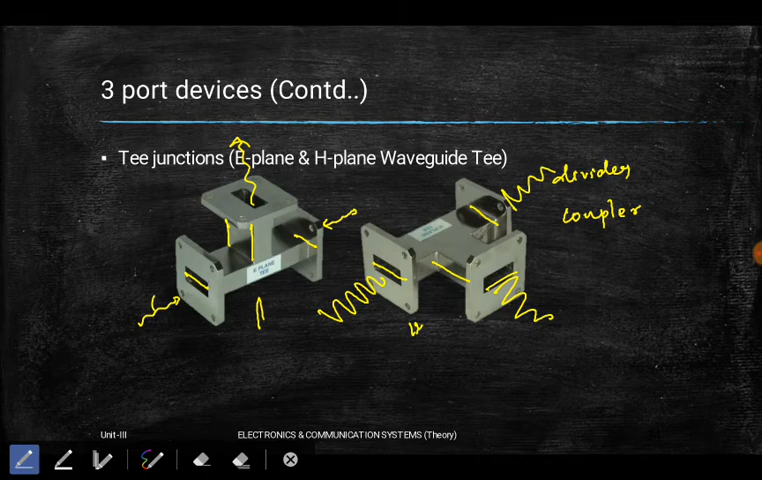 3 port devices (Contd..)
▪ Tee junctions (E-plane & H-plane Waveguide Tee)
divider
coupler
E PLANE
TEE
Unit-III
ELECTRONICS & COMMUNICATION SYSTEMS (Theory)